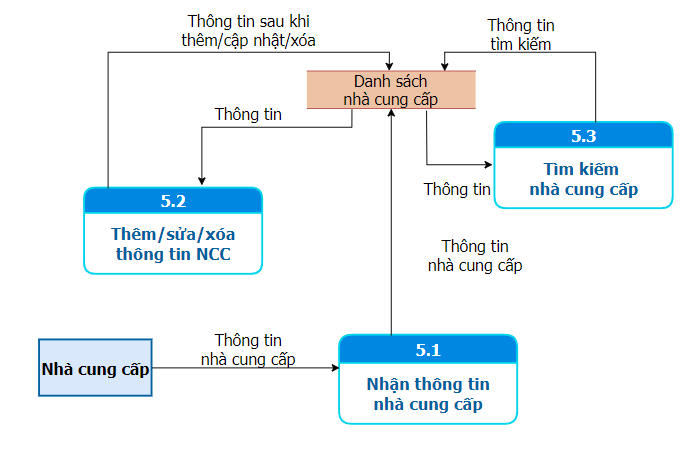 Thông tin sau khi
thêm/cập nhật/xóa
Thông tin
tìm kiếm
Danh sách
nhà cung cấp
Thông tin
5.3
Tìm kiếm
nhà cung cấp
Thông tin
5.2
Thêm/sửa/xóa
thông tin NCC
Thông tin
nhà cung cấp
Nhà cung cấp
Thông tin
nhà cung cấp
5.1
Nhận thông tin
nhà cung cấp